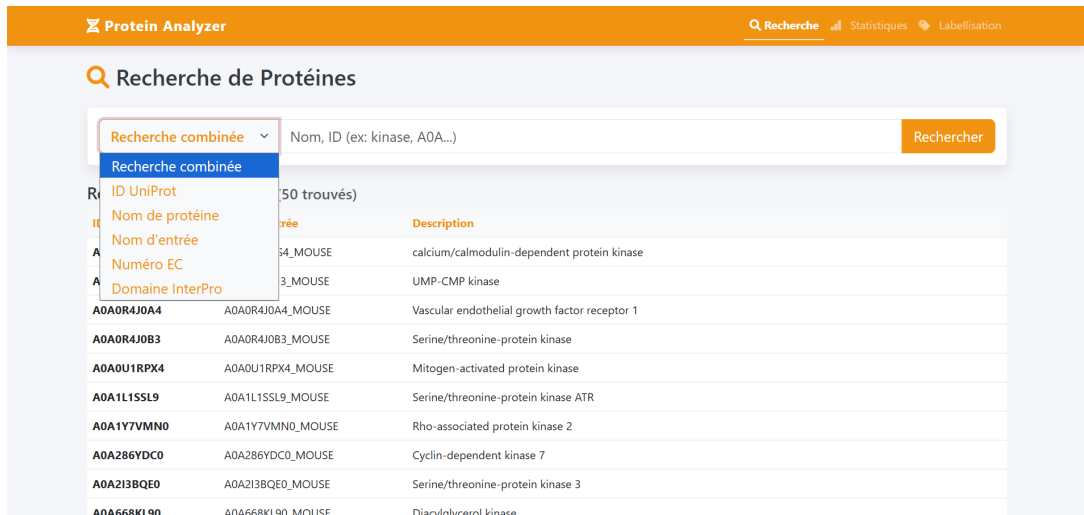 Protein Analyzer
Recherche Statistiques Labellisation
Recherche de Protéines
Recherche combinée Nom, ID (ex: kinase, A0A...) Rechercher
Recherche combinée
ID UniProt
Nom de protéine
Nom d'entrée
Numéro EC
Domaine InterPro
(50 trouvés)
Description
S4_MOUSE calcium/calmodulin-dependent protein kinase
3_MOUSE UMP-CMP kinase
A0A0R4J0A4 A0A0R4J0A4_MOUSE Vascular endothelial growth factor receptor 1
A0A0R4J0B3 A0A0R4J0B3_MOUSE Serine/threonine-protein kinase
A0A0U1RPX4 A0A0U1RPX4_MOUSE Mitogen-activated protein kinase
A0A1L1SSL9 A0A1L1SSL9_MOUSE Serine/threonine-protein kinase ATR
A0A1Y7VMN0 A0A1Y7VMN0_MOUSE Rho-associated protein kinase 2
A0A286YDC0 A0A286YDC0_MOUSE Cyclin-dependent kinase 7
A0A2I3BQE0 A0A2I3BQE0_MOUSE Serine/threonine-protein kinase 3
A0A668KL90 A0A668KL90_MOUSE Diacylglycerol kinase